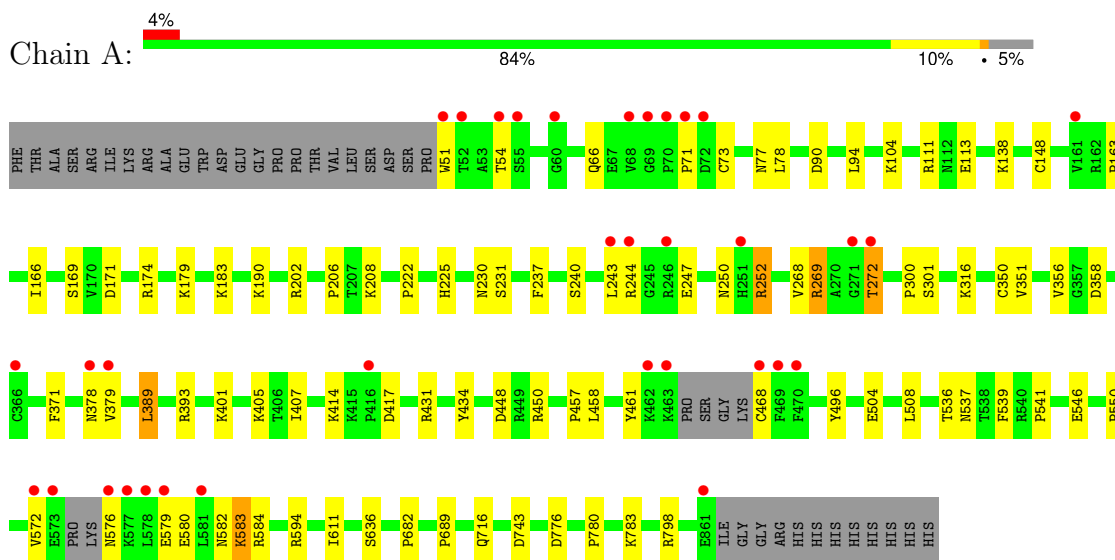 4%
Chain A:
84% 10% • 5%
PHE THR ALA SER ARG ILE LYS ARG ALA GLU TRP ALA GLU GLY PRO PRO THR VAL LEU SER ASP SER PRO W51 T52 A53 T54 S55 G60 Q66 E67 V68 G69 P70 P71 D72 C73 N77 L78 D90 L94 K104 R111 N112 E113 K138 C148 V161 R162 R163
I166 S169 V170 D171 R174 K179 K183 K190 R202 P206 T207 K208 P222 H225 N230 S231 F237 S240 L243 R244 G245 R246 E247 N250 H251 R252 V268 R269 A270 G271 T272 P300 S301 K316 C350 V351 V356 G357 D358
C366 F371 N378 V379 L389 R393 K401 K405 T406 I407 K414 K415 P416 D417 R431 Y434 D448 R449 R450 P457 L458 Y461 K462 K463 PRO SER GLY LYS C468 F469 F470 Y496 E504 L508 T536 N537 T538 F539 R540 P541 E546
V572 E573 PRO LYS N576 K577 L578 E579 E580 L581 N582 K583 R584 R594 I611 S636 P682 P689 Q716 D743 D776 P780 K783 R798 E861 ILE GLY GLY ARG HIS HIS HIS HIS HIS HIS HIS HIS